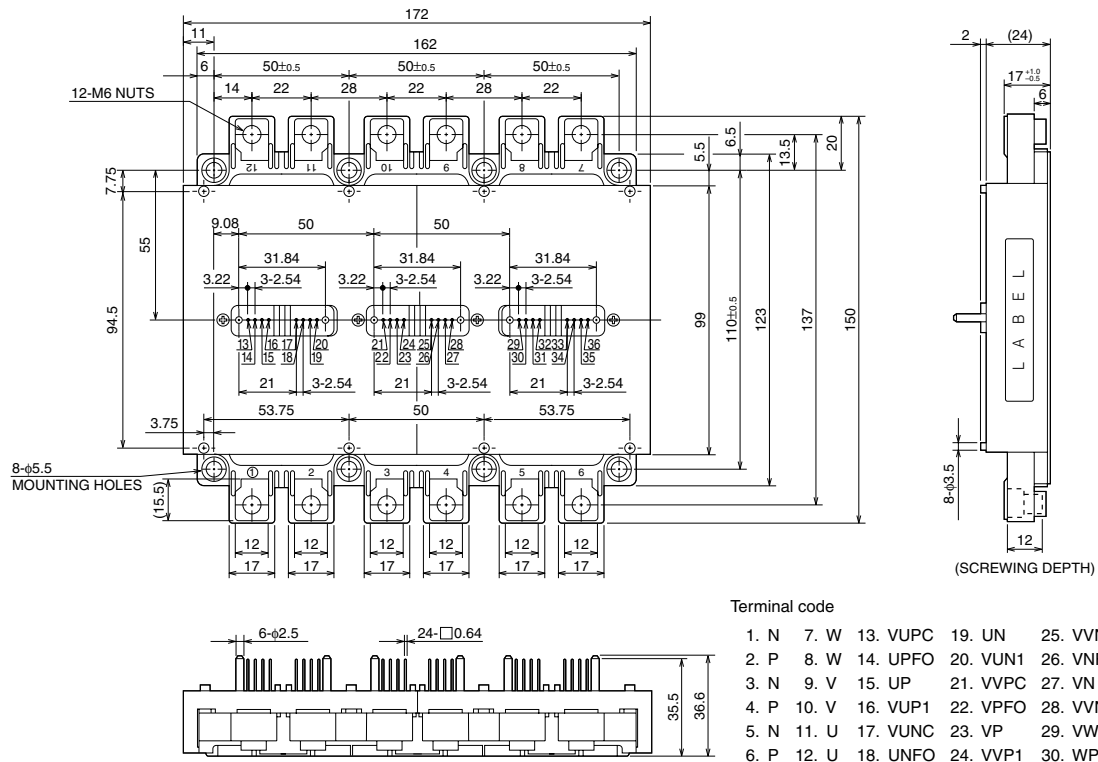 172
11
162
6 50±0.5 50±0.5 50±0.5
14 22 28 22 28 22
12-M6 NUTS
12 11 10 9 8 7
7.75
55
94.5
5.5
6.5
13.5
20
9.08 50 50
31.84 31.84 31.84
3.22 3-2.54 3.22 3-2.54 3.22 3-2.54
13 16 17 20 21 24 25 28 29 32 33 36
14 15 18 19 22 23 26 27 30 31 34 35
21 3-2.54 21 3-2.54 21 3-2.54
53.75 50 53.75
3.75
99
110±0.5
123
137
150
8-φ5.5
MOUNTING HOLES
1 2 3 4 5 6
(15.5)
12 12 12 12 12 12
17 17 17 17 17 17
2 (24)
17 +1.0 -0.5
6
LABEL
8-φ3.5
12
(SCREWING DEPTH)
6-φ2.5 24-□0.64
35.5
36.6
Terminal code
1. N 7. W 13. VUPC 19. UN
2. P 8. W 14. UPFO 20. VUN1
3. N 9. V 15. UP 21. VVPC 27. VN
4. P 10. V 16. VUP1 22. VPFO
5. N 11. U 17. VUNC 23. VP
6. P 12. U 18. UNFO 24. VVP1
25. VVN
26. VN
28. VVN
29. VW
30. WP